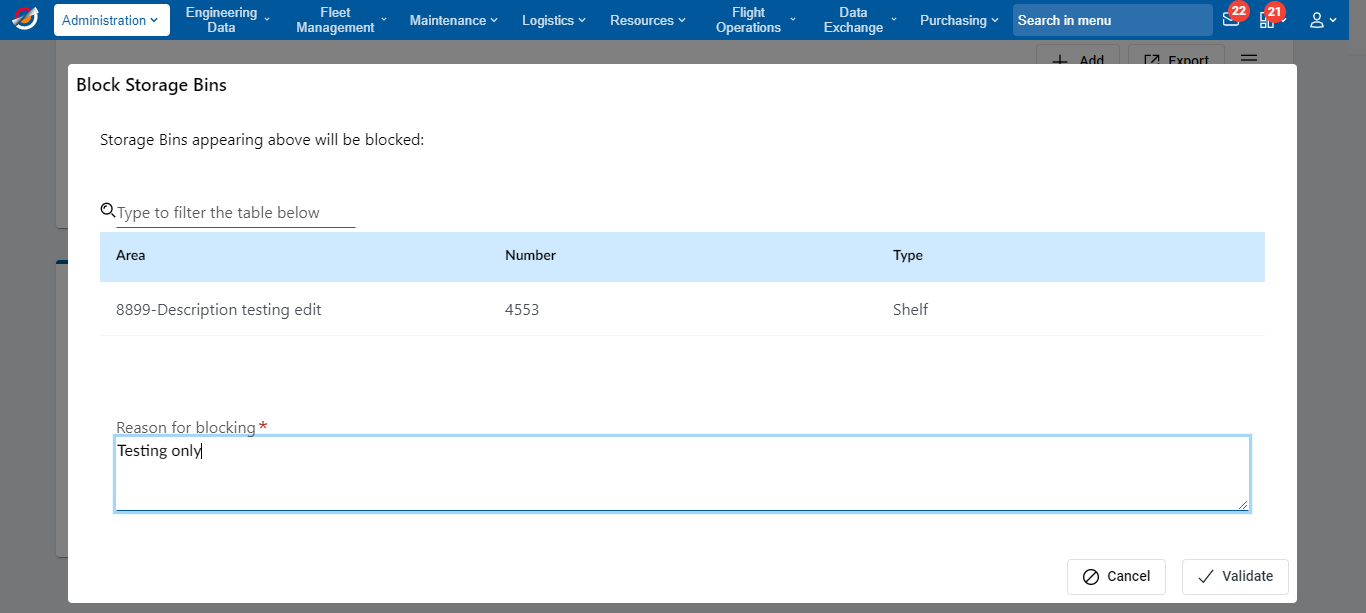 Administration
Engineering Data
Fleet Management
Maintenance
Logistics
Resources
Flight Operations
Data Exchange
Purchasing
Search in menu
22
21
Add
Export
Block Storage Bins
Storage Bins appearing above will be blocked:
Type to filter the table below
Area Number Type
8899-Description testing edit 4553 Shelf
Reason for blocking *
Testing only
Cancel Validate